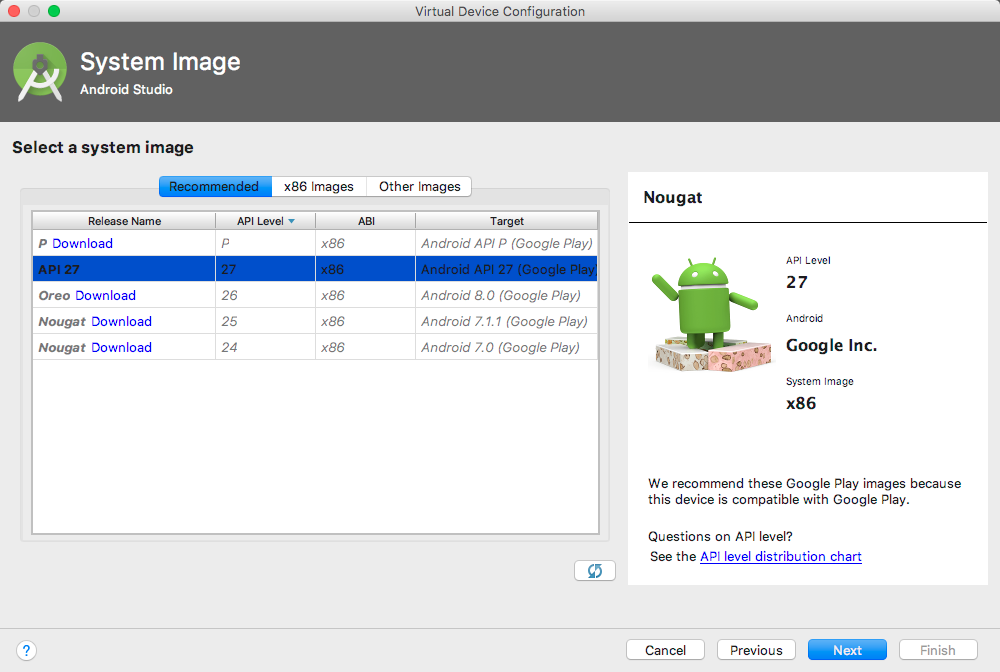 Virtual Device Configuration
System Image
Android Studio
Select a system image
Recommended x86 Images Other Images
Release Name API Level ABI Target
P Download P x86 Android API P (Google Play)
API 27 27 x86 Android API 27 (Google Play
Oreo Download 26 x86 Android 8.0 (Google Play)
Nougat Download 25 x86 Android 7.1.1 (Google Play)
Nougat Download 24 x86 Android 7.0 (Google Play)
Nougat
API Level
27
Android
Google Inc.
System Image
x86
We recommend these Google Play images because
this device is compatible with Google Play.
Questions on API level?
See the API level distribution chart
? Cancel Previous Next Finish